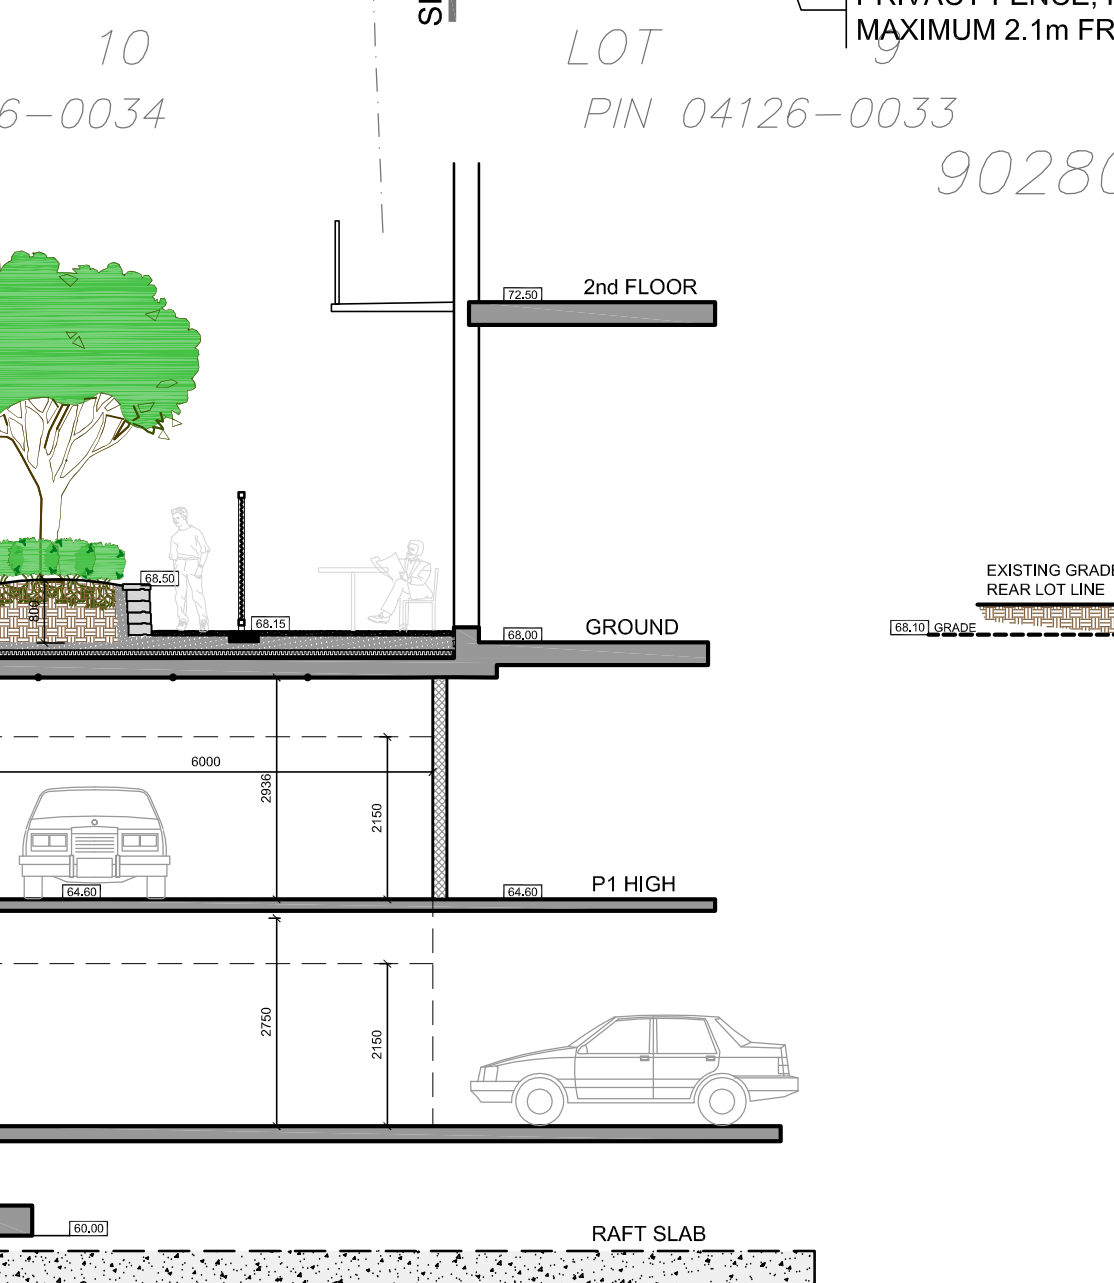 MAXIMUM 2.1m FR
10
LOT 9
6-0034
PIN 04126-0033
90280
2nd FLOOR
72.50
68.50
68.15
GROUND
68.00
EXISTING GRADE
REAR LOT LINE
68.10 GRADE
800
6000
2936
2150
P1 HIGH
64.60
64.60
2750
2150
60.00
RAFT SLAB